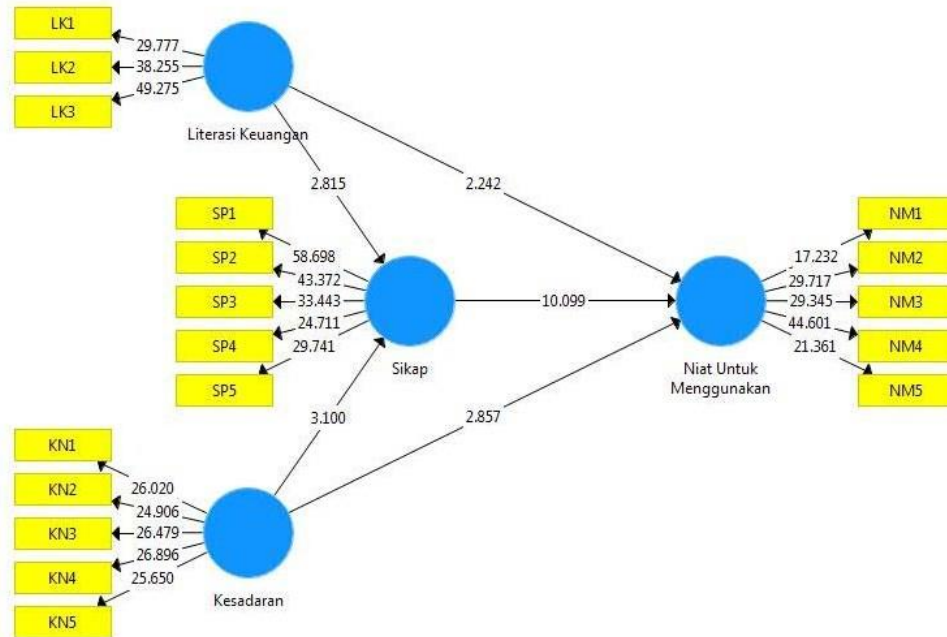 LK1
29.777
LK2
38.255
LK3
49.275
Literasi Keuangan
2.815
2.242
SP1
58.698
SP2
43.372
SP3
33.443
SP4
24.711
SP5
29.741
Sikap
10.099
NM1
17.232
NM2
29.717
NM3
29.345
NM4
44.601
NM5
21.361
Niat Untuk
Menggunakan
3.100
2.857
KN1
26.020
KN2
24.906
KN3
26.479
KN4
26.896
KN5
25.650
Kesadaran